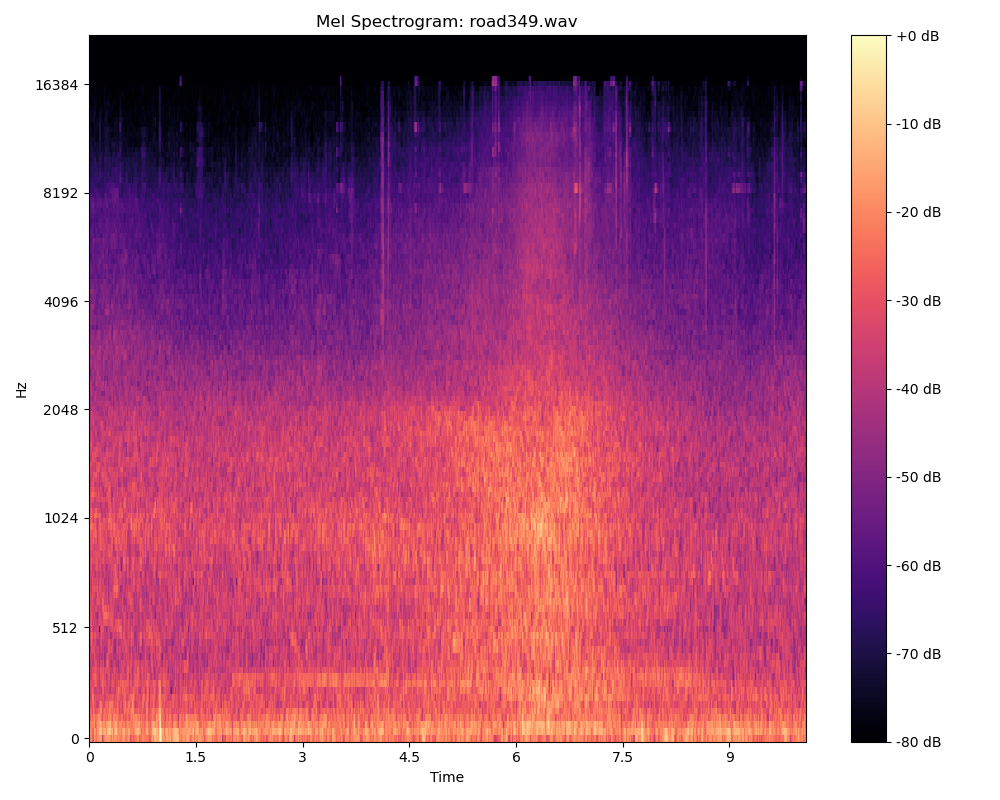 Mel Spectrogram: road349.wav
+0 dB
16384
-10 dB
-20 dB
8192
-30 dB
4096
-40 dB
Hz
2048
-50 dB
1024
-60 dB
512
-70 dB
0
-80 dB
0 1.5 3 4.5 6 7.5 9
Time